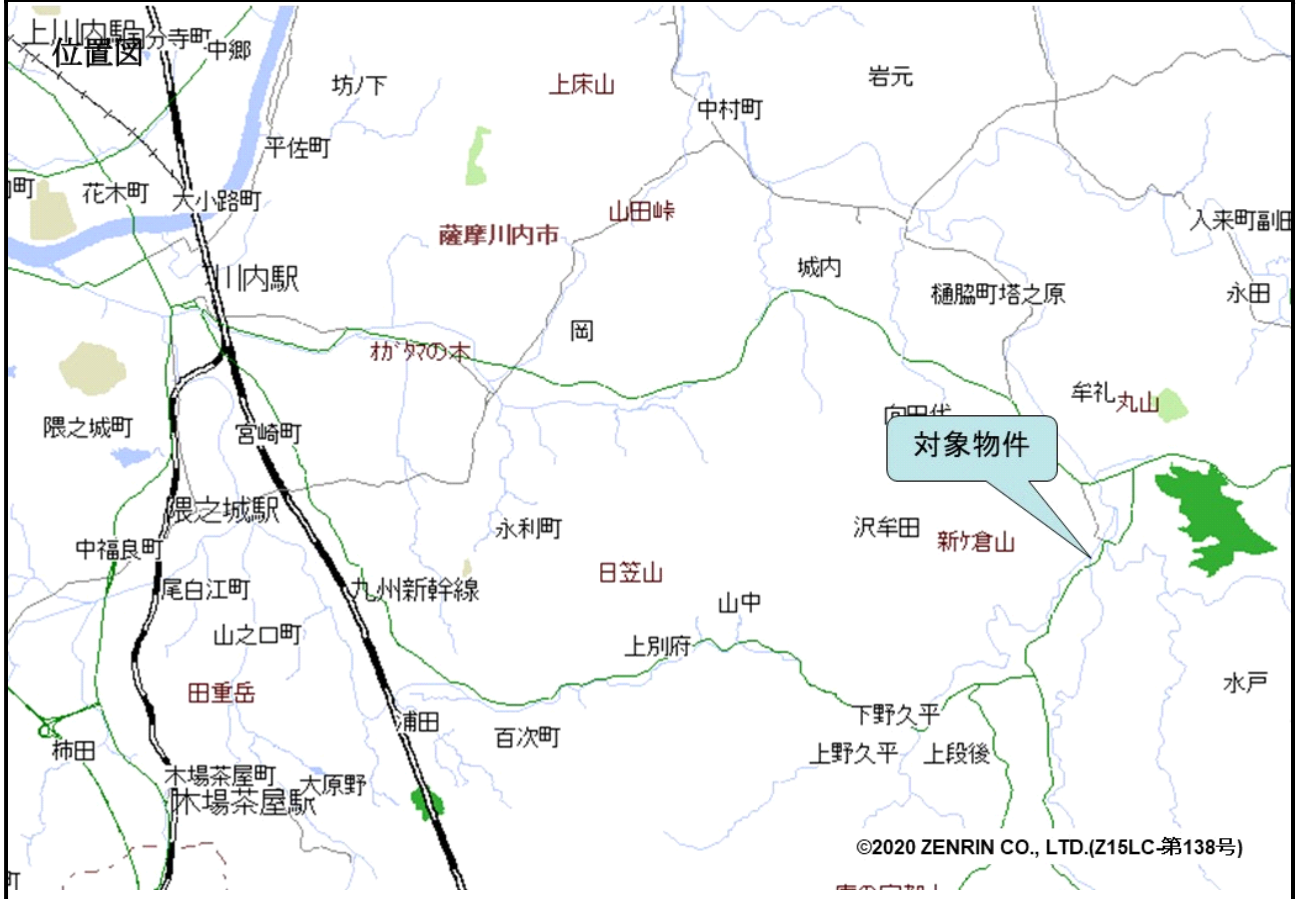 上川内駅
国分寺町
中郷
位置図
坊ノ下
上床山
岩元
中村町
平佐町
花木町
大小路町
山田峠
入来町副田
薩摩川内市
川内駅
城内
樋脇町塔之原
永田
岡
オガタマの木
牟礼
丸山
向田代
隈之城町
宮崎町
対象物件
隈之城駅
永利町
沢牟田
新ケ倉山
中福良町
日笠山
尾白江町
九州新幹線
山中
山之口町
上別府
田重岳
水戸
浦田
下野久平
百次町
柿田
上野久平
上段後
木場茶屋町
大原野
木場茶屋駅
©2020 ZENRIN CO., LTD.(Z15LC-第138号)